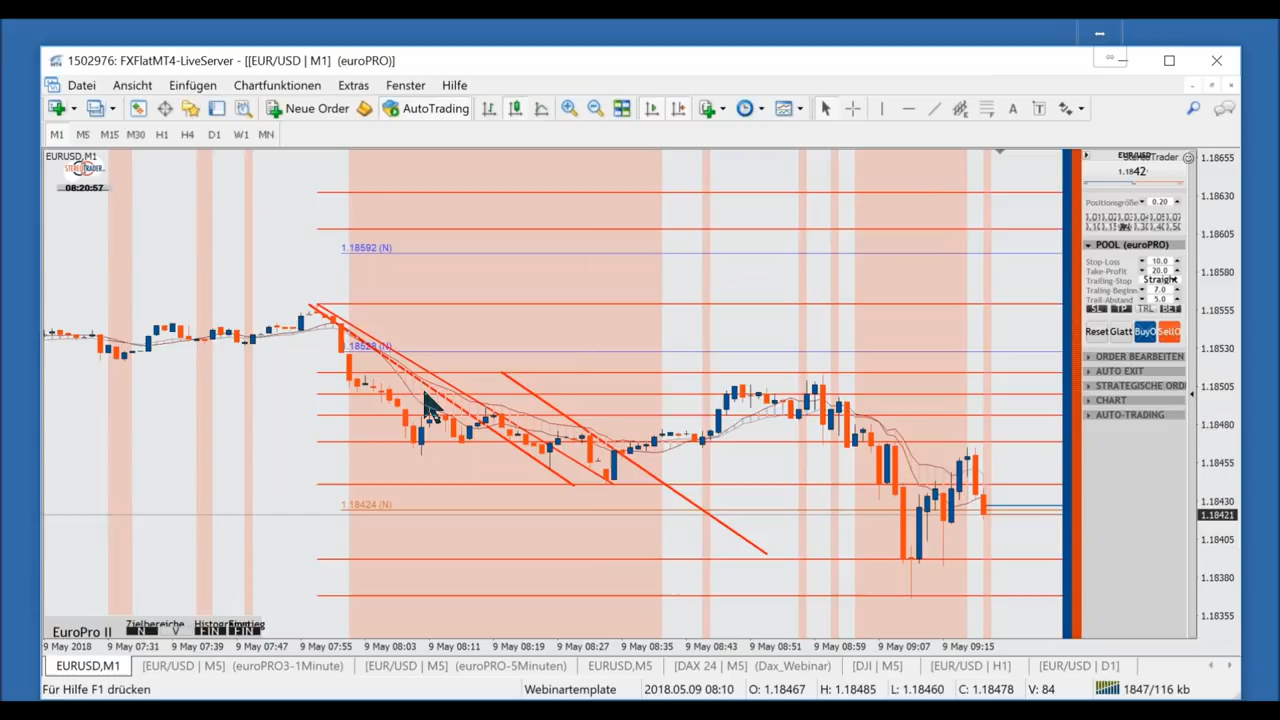 1502976: FXFlatMT4-LiveServer - [[EUR/USD | M1] (euroPRO)]
Datei Ansicht Einfügen Chartfunktionen Extras Fenster Hilfe
Neue Order AutoTrading
M1 M5 M15 M30 H1 H4 D1 W1 MN
EURUSD,M1
STEREOTRADER
08:20:57
1.18592 (N)
1.18424 (N)
EUR/USD
StereoTrader
1.1842
Positionsgröße 0.20
POOL (euroPRO)
Stop-Loss 10.0
Take-Profit 20.0
Trailing-Stop Straight
Trailing-Beginn 7.0
Trail-Abstand 5.0
SL TP TRL BET
Reset Glatt BuyO SellO
ORDER BEARBEITEN
AUTO EXIT
STRATEGISCHE ORD
CHART
AUTO-TRADING
1.18655
1.18630
1.18605
1.18580
1.18555
1.18530
1.18505
1.18480
1.18455
1.18430
1.18421
1.18405
1.18380
1.18355
EuroPro II Zielbereiche
N V EIN EIN
9 May 2018 9 May 07:31 9 May 07:39 9 May 07:47 9 May 07:55 9 May 08:03 9 May 08:11 9 May 08:19 9 May 08:27 9 May 08:35 9 May 08:43 9 May 08:51 9 May 08:59 9 May 09:07 9 May 09:15
EURUSD,M1 [EUR/USD | M5] (euroPRO3-1Minute) [EUR/USD | M5] (euroPRO-5Minuten) EURUSD,M5 [DAX 24 | M5] (Dax_Webinar) [DJI | M5] [EUR/USD | H1] [EUR/USD | D1]
Für Hilfe F1 drücken Webinartemplate 2018.05.09 08:10 O: 1.18467 H: 1.18485 L: 1.18460 C: 1.18478 V: 84 1847/116 kb